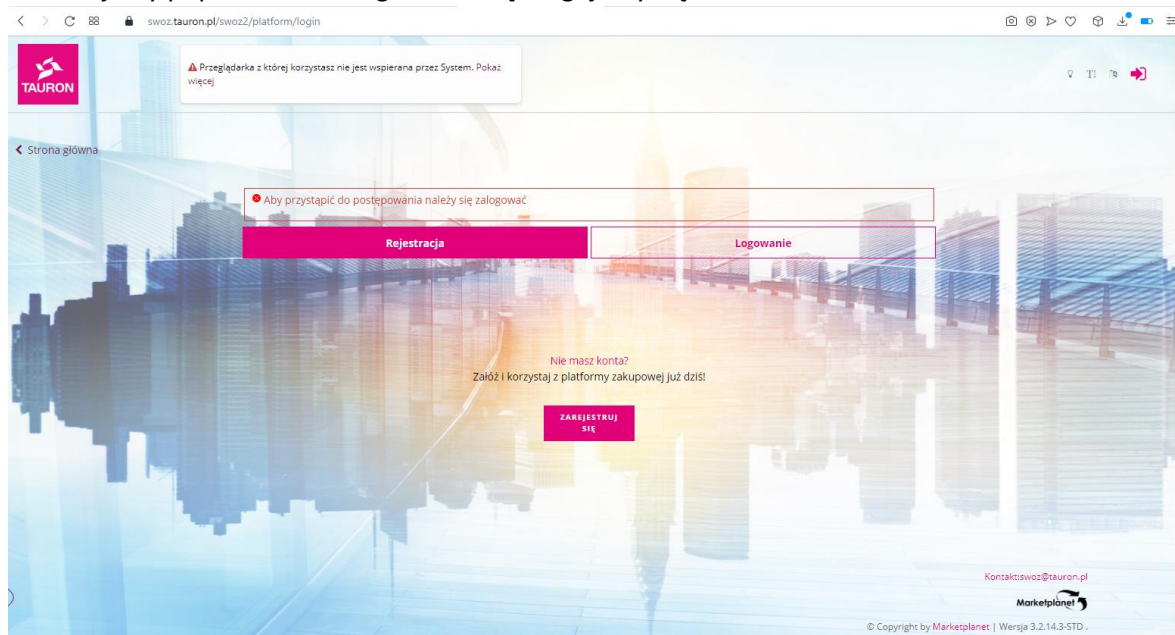 swoz.tauron.pl/swoz2/platform/login
TAURON
Przeglądarka z której korzystasz nie jest wspierana przez System. Pokaż
więcej
Strona główna
Aby przystąpić do postępowania należy się zalogować
Rejestracja
Logowanie
Nie masz konta?
Załóż i korzystaj z platformy zakupowej już dziś!
ZAREJESTRUJ
SIĘ
Kontakt:swoz@tauron.pl
Marketplanet
© Copyright by Marketplanet | Wersja 3.2.14.3-STD .